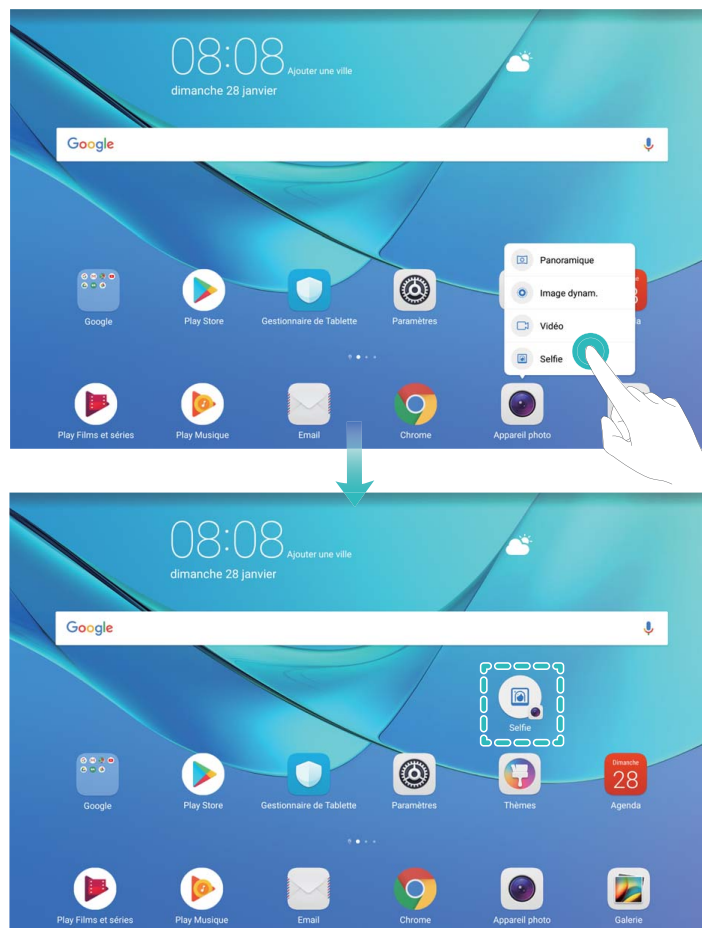 08:08 Ajouter une ville
dimanche 28 janvier
Google
Panoramique
Image dynam.
Vidéo
Selfie
Google Play Store Gestionnaire de Tablette Paramètres
Play Films et séries Play Musique Email Chrome Appareil photo
08:08 Ajouter une ville
dimanche 28 janvier
Google
Selfie
Dimanche
28
Google Play Store Gestionnaire de Tablette Paramètres Thèmes Agenda
Play Films et séries Play Musique Email Chrome Appareil photo Galerie